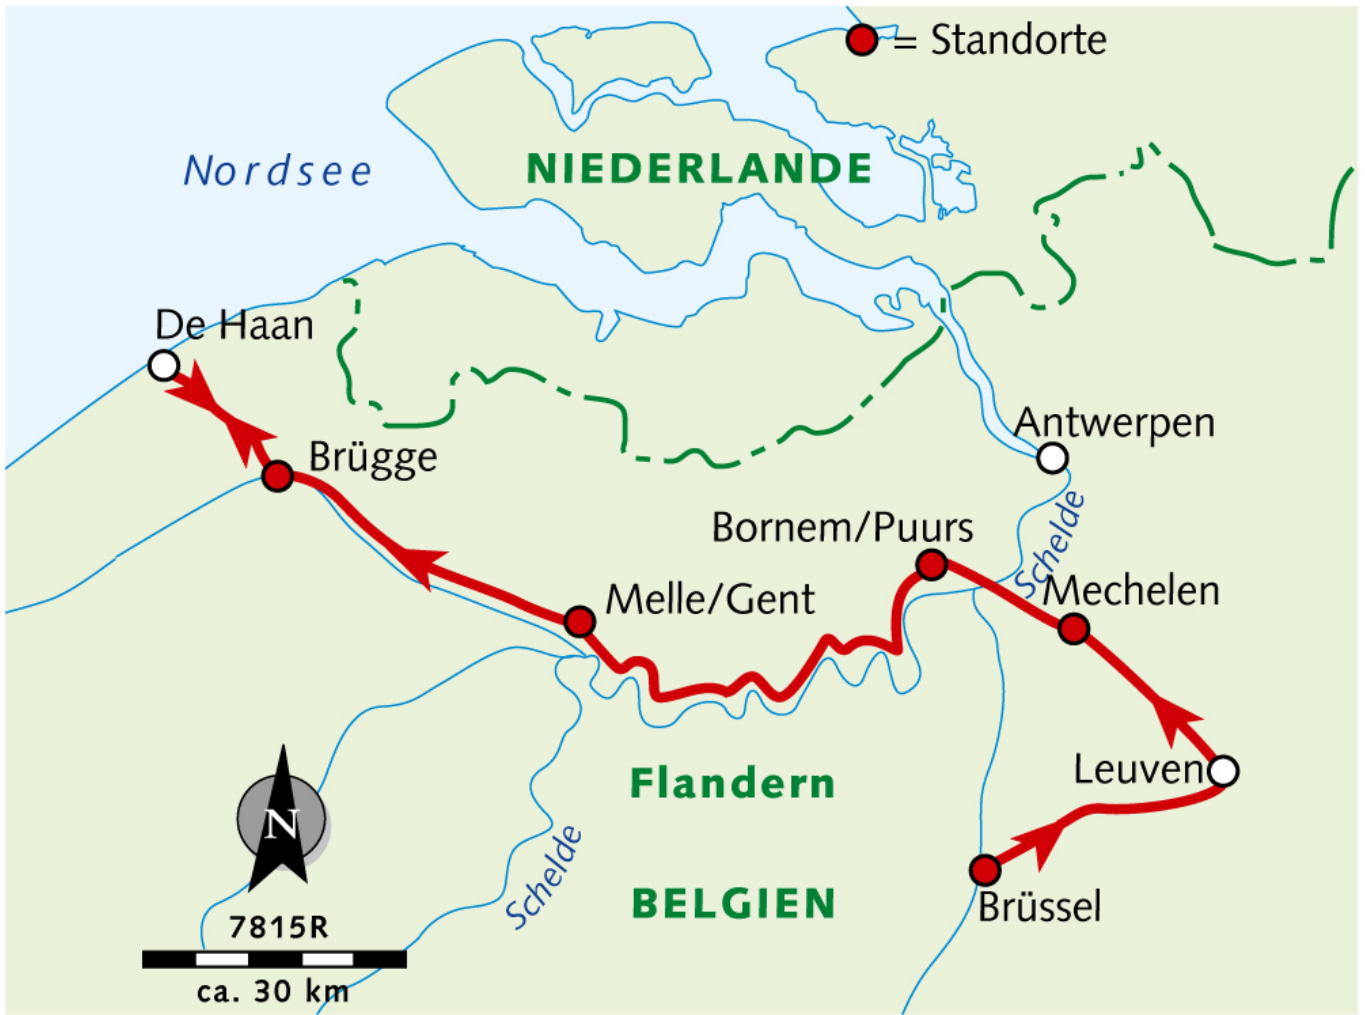 = Standorte
Nordsee
NIEDERLANDE
De Haan
Antwerpen
Brügge
Schelde
Bornem/Puurs
Mechelen
Melle/Gent
Leuven
Flandern
N
Schelde
BELGIEN
Brüssel
7815R
ca. 30 km